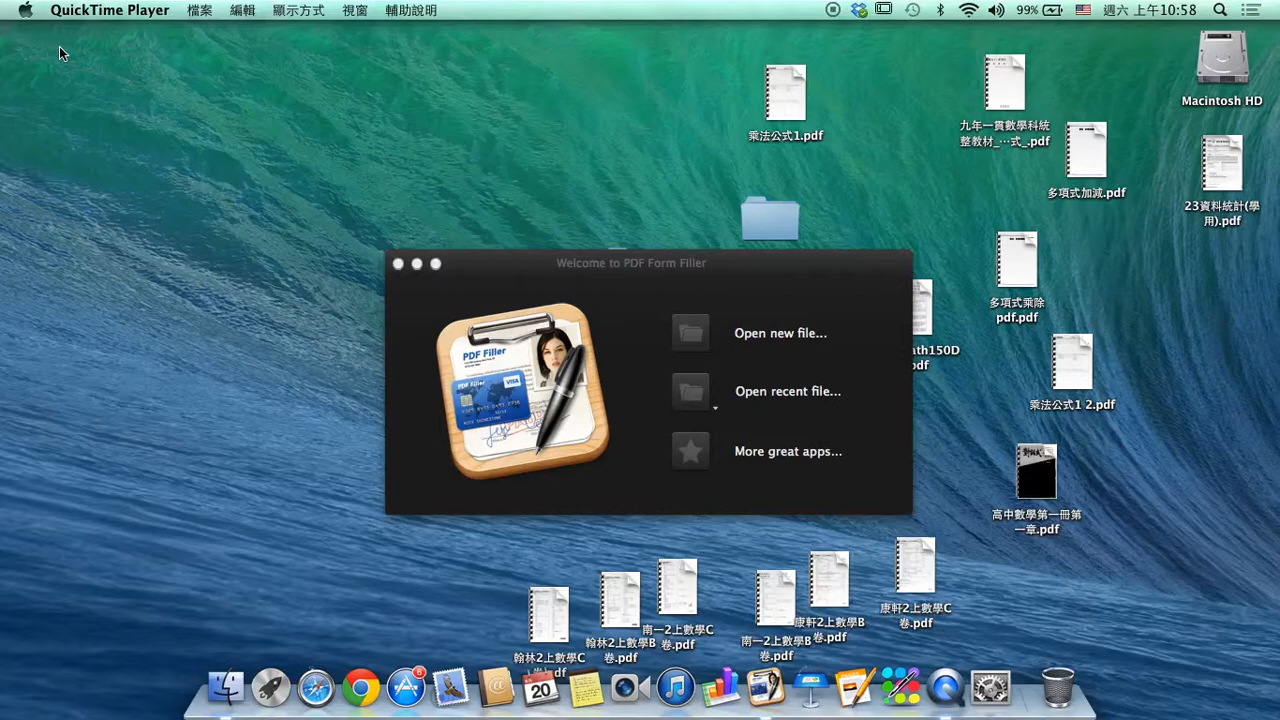 QuickTime Player 檔案 編輯 顯示方式 視窗 輔助說明 99% 週六 上午10:58
Macintosh HD
乘法公式1.pdf
九年一貫數學科統
整教材_…式_.pdf
多項式加減.pdf
23資料統計(學
用).pdf
Welcome to PDF Form Filler
PDF Filler
VISA
Open new file...
Open recent file...
More great apps...
多項式乘除
pdf.pdf
ath150D
pdf
乘法公式1 2.pdf
高中數學第一冊第
一章.pdf
康軒2上數學C
卷.pdf
康軒2上數學B
卷.pdf
南一2上數學C
卷.pdf
南一2上數學B
卷.pdf
翰林2上數學B
卷.pdf
翰林2上數學C
卷.pdf
6
20